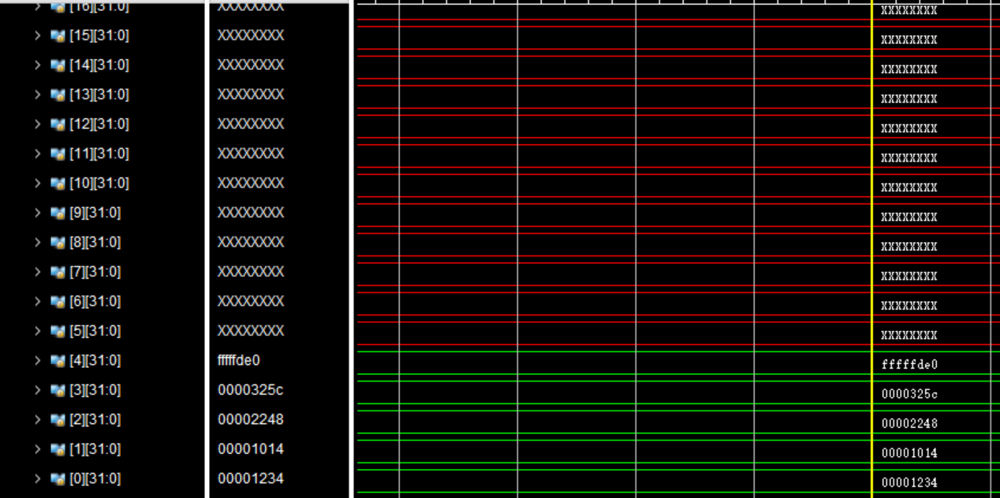 [16][31:0] XXXXXXXX XXXXXXXX
[15][31:0] XXXXXXXX XXXXXXXX
[14][31:0] XXXXXXXX XXXXXXXX
[13][31:0] XXXXXXXX XXXXXXXX
[12][31:0] XXXXXXXX XXXXXXXX
[11][31:0] XXXXXXXX XXXXXXXX
[10][31:0] XXXXXXXX XXXXXXXX
[9][31:0] XXXXXXXX XXXXXXXX
[8][31:0] XXXXXXXX XXXXXXXX
[7][31:0] XXXXXXXX XXXXXXXX
[6][31:0] XXXXXXXX XXXXXXXX
[5][31:0] XXXXXXXX XXXXXXXX
[4][31:0] fffffde0 fffffde0
[3][31:0] 0000325c 0000325c
[2][31:0] 00002248 00002248
[1][31:0] 00001014 00001014
[0][31:0] 00001234 00001234